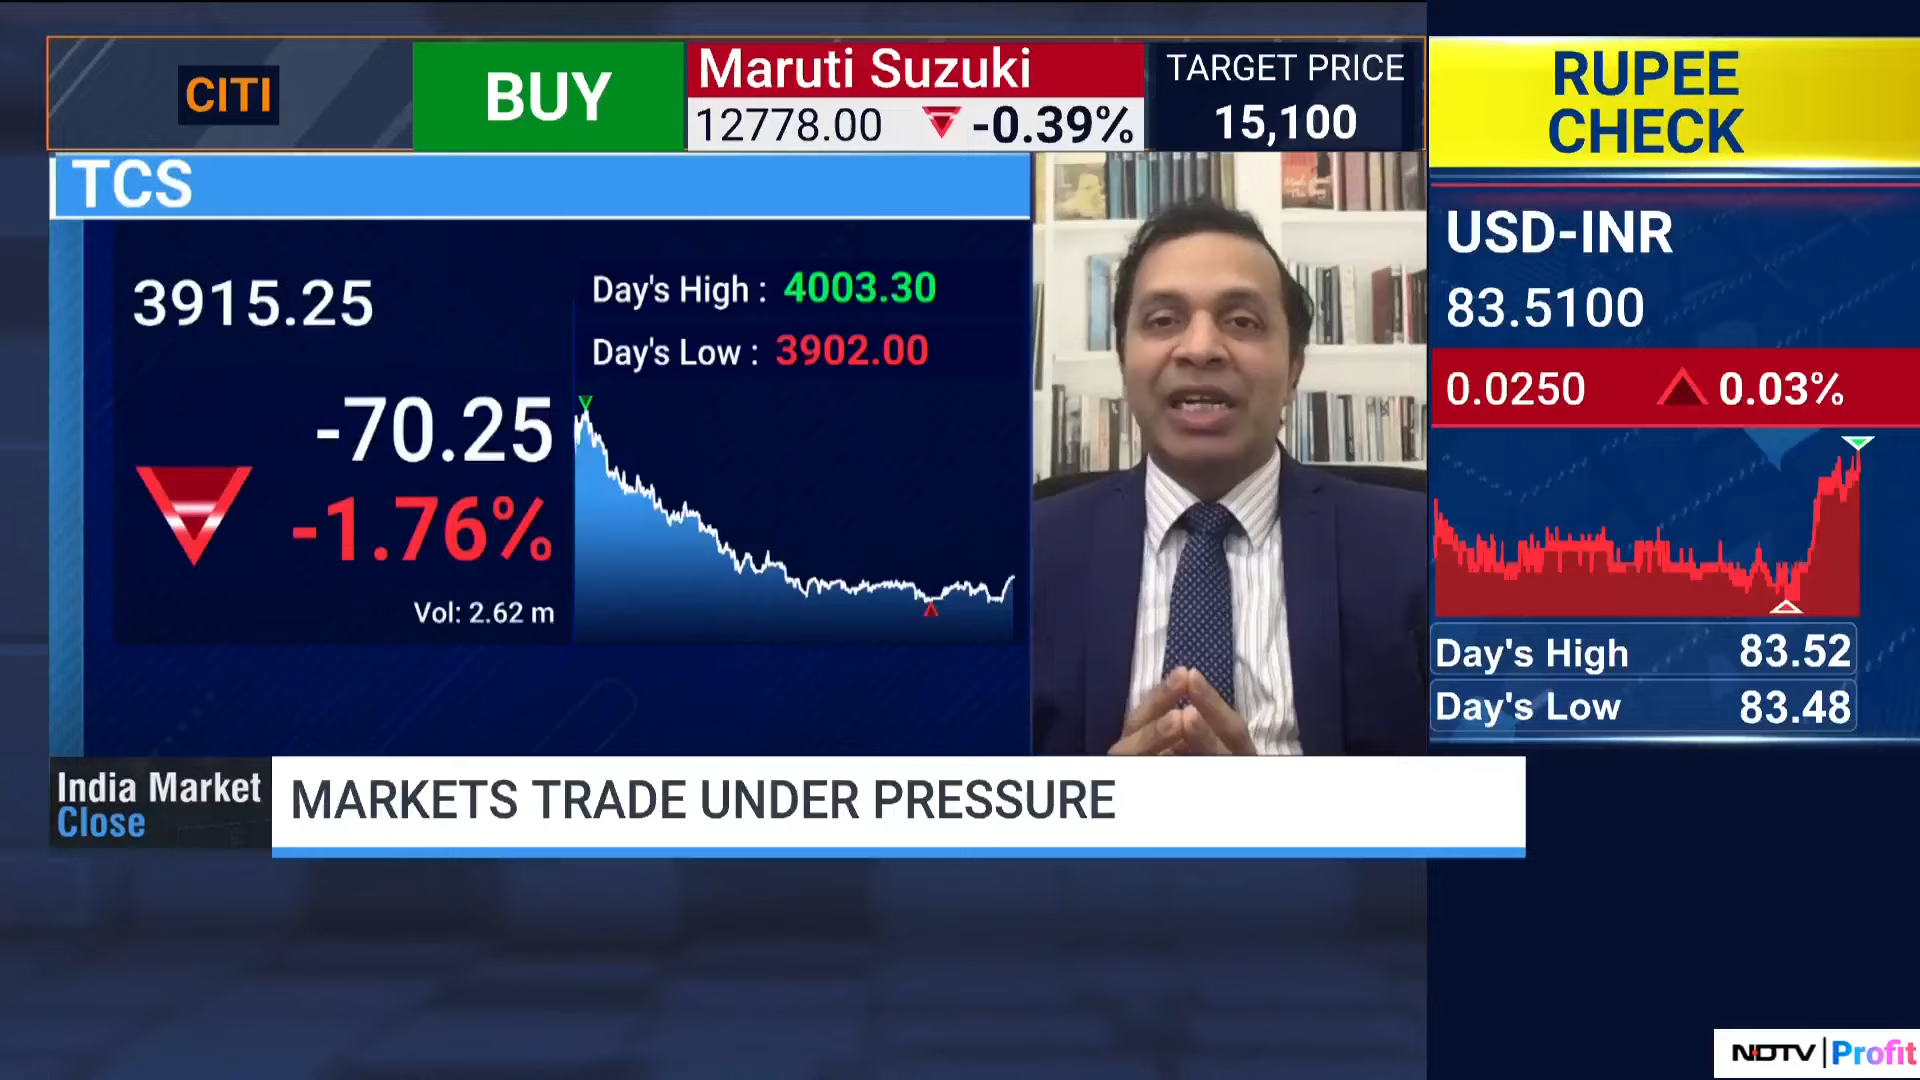 CITI
BUY
Maruti Suzuki
12778.00 -0.39%
TARGET PRICE
15,100
RUPEE
CHECK
TCS
3915.25
-70.25
-1.76%
Vol: 2.62 m
Day's High : 4003.30
Day's Low : 3902.00
USD-INR
83.5100
0.0250 0.03%
Day's High 83.52
Day's Low 83.48
India Market
Close
MARKETS TRADE UNDER PRESSURE
NDTV | Profit